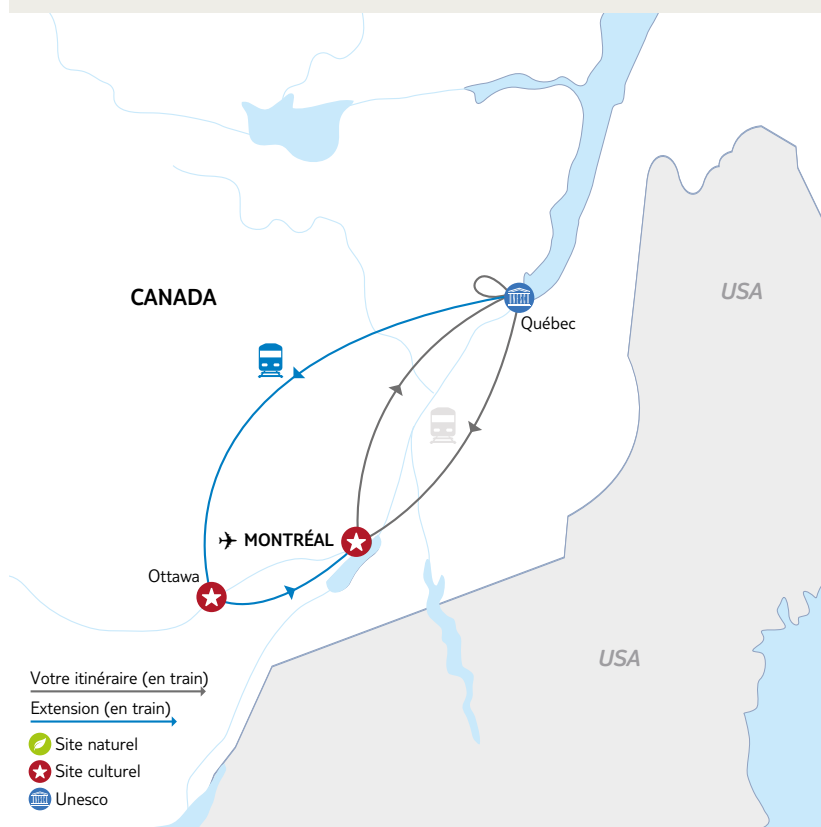 CANADA
USA
Québec
MONTRÉAL
Ottawa
USA
Votre itinéraire (en train)
Extension (en train)
Site naturel
Site culturel
Unesco